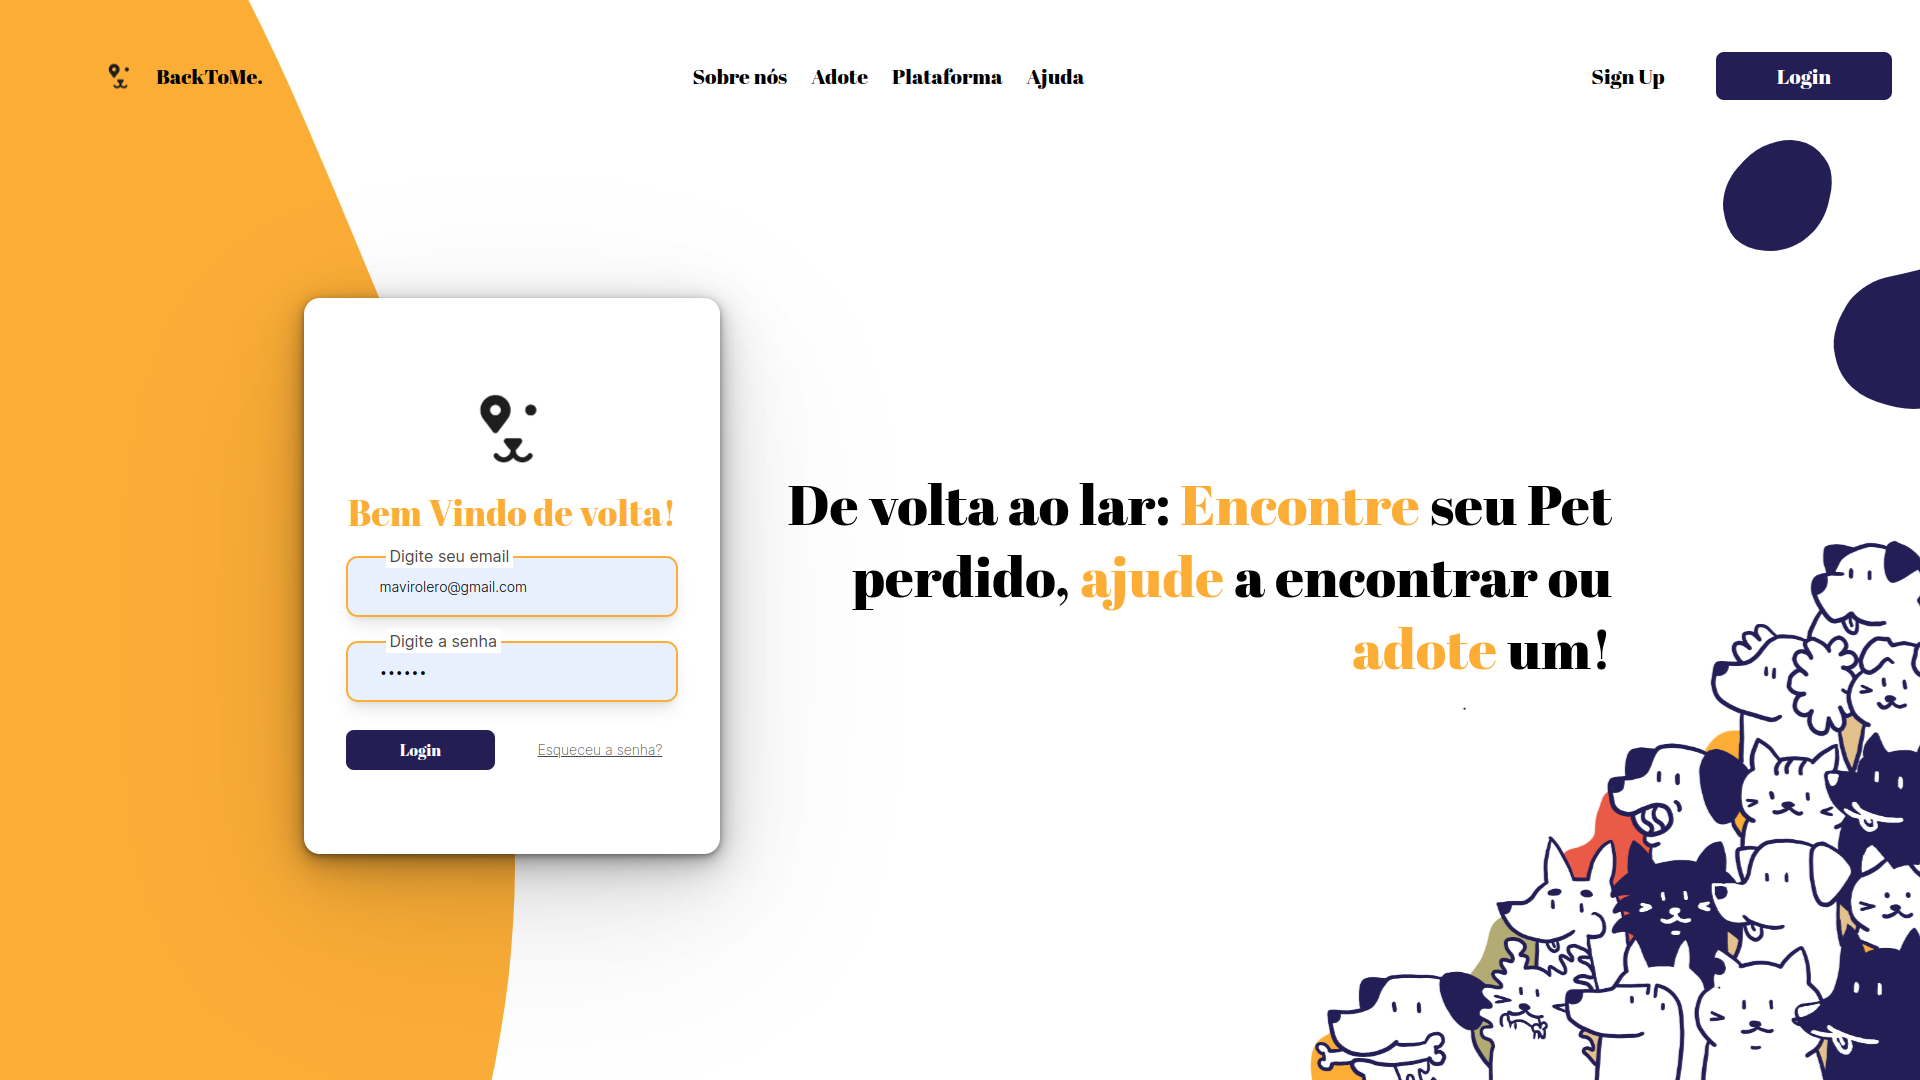 BackToMe.
Sobre nós Adote Plataforma Ajuda
Sign Up
Login
Bem Vindo de volta!
Digite seu email
mavirolero@gmail.com
Digite a senha
••••••
Login
Esqueceu a senha?
De volta ao lar: Encontre seu Pet
perdido, ajude a encontrar ou
adote um!
.